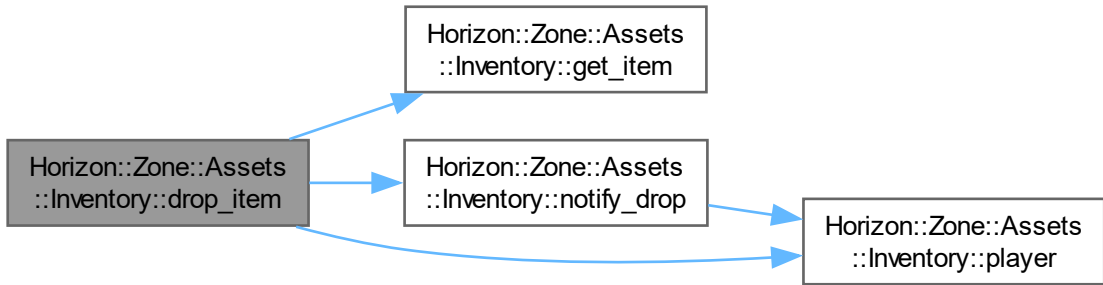 Horizon::Zone::Assets
::Inventory::get_item
Horizon::Zone::Assets
::Inventory::drop_item
Horizon::Zone::Assets
::Inventory::notify_drop
Horizon::Zone::Assets
::Inventory::player